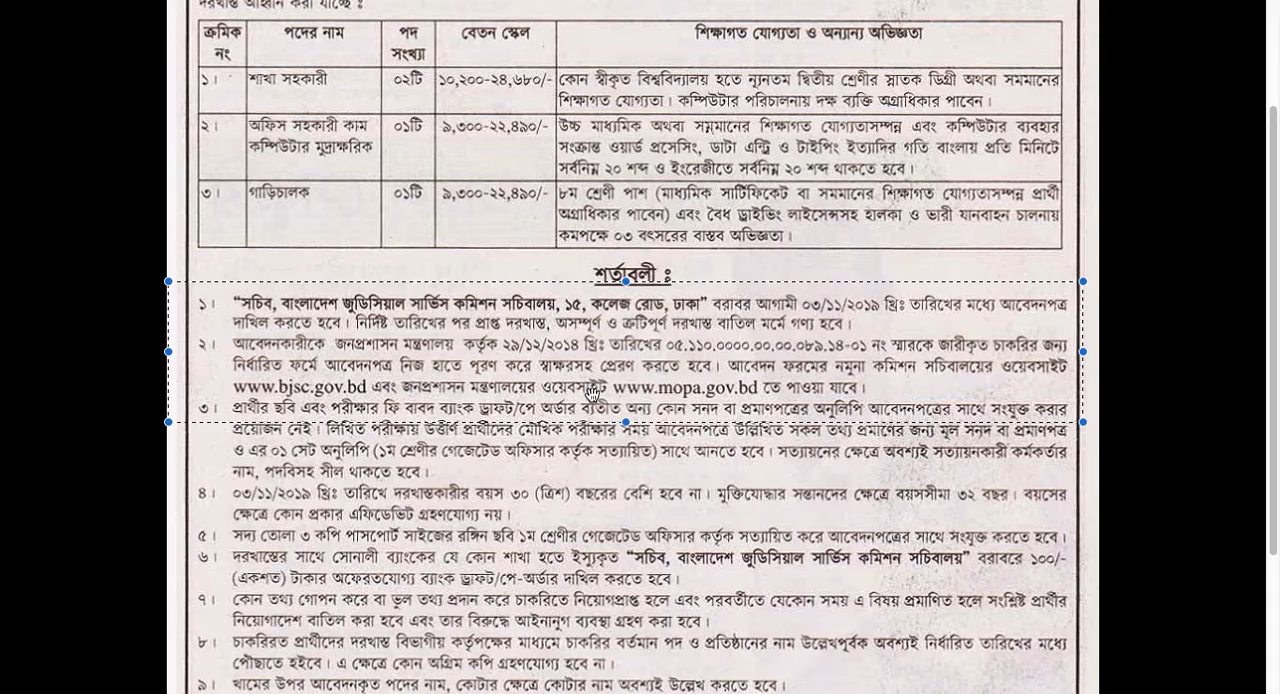 দরখাস্ত আহ্বান করা যাচ্ছে ঃ
ক্রমিক নং পদের নাম পদ সংখ্যা বেতন স্কেল শিক্ষাগত যোগ্যতা ও অন্যান্য অভিজ্ঞতা
১। শাখা সহকারী ০২টি ১০,২০০-২৪,৬৮০/- কোন স্বীকৃত বিশ্ববিদ্যালয় হতে ন্যূনতম দ্বিতীয় শ্রেণীর স্নাতক ডিগ্রী অথবা সমমানের
শিক্ষাগত যোগ্যতা। কম্পিউটার পরিচালনায় দক্ষ ব্যক্তি অগ্রাধিকার পাবেন।
২। অফিস সহকারী কাম কম্পিউটার মুদ্রাক্ষরিক ০১টি ৯,৩০০-২২,৪৯০/- উচ্চ মাধ্যমিক অথবা সমমানের শিক্ষাগত যোগ্যতাসম্পন্ন এবং কম্পিউটার ব্যবহার
সংক্রান্ত ওয়ার্ড প্রসেসিং, ডাটা এন্ট্রি ও টাইপিং ইত্যাদির গতি বাংলায় প্রতি মিনিটে
সর্বনিম্ন ২০ শব্দ ও ইংরেজীতে সর্বনিম্ন ২০ শব্দ থাকতে হবে।
৩। গাড়িচালক ০১টি ৯,৩০০-২২,৪৯০/- ৮ম শ্রেণী পাশ (মাধ্যমিক সার্টিফিকেট বা সমমানের শিক্ষাগত যোগ্যতাসম্পন্ন প্রার্থী
অগ্রাধিকার পাবেন) এবং বৈধ ড্রাইভিং লাইসেন্সসহ হালকা ও ভারী যানবাহন চালনায়
কমপক্ষে ০৩ বৎসরের বাস্তব অভিজ্ঞতা।
শর্তাবলী ঃ
১। “সচিব, বাংলাদেশ জুডিসিয়াল সার্ভিস কমিশন সচিবালয়, ১৫, কলেজ রোড, ঢাকা” বরাবর আগামী ০৩/১১/২০১৯ খ্রিঃ তারিখের মধ্যে আবেদনপত্র
দাখিল করতে হবে। নির্দিষ্ট তারিখের পর প্রাপ্ত দরখাস্ত, অসম্পূর্ণ ও ত্রুটিপূর্ণ দরখাস্ত বাতিল মর্মে গণ্য হবে।
২। আবেদনকারীকে জনপ্রশাসন মন্ত্রণালয় কর্তৃক ২৯/১২/২০১৪ খ্রিঃ তারিখের ০৫.১১০.০০০০.০০.০০.০৮৯.১৪-০১ নং স্মারকে জারীকৃত চাকরির জন্য
নির্ধারিত ফর্মে আবেদনপত্র নিজ হাতে পূরণ করে স্বাক্ষরসহ প্রেরণ করতে হবে। আবেদন ফরমের নমুনা কমিশন সচিবালয়ের ওয়েবসাইট
www.bjsc.gov.bd এবং জনপ্রশাসন মন্ত্রণালয়ের ওয়েবসাইট www.mopa.gov.bd তে পাওয়া যাবে।
৩। প্রার্থীর ছবি এবং পরীক্ষার ফি বাবদ ব্যাংক ড্রাফট/পে অর্ডার ব্যতীত অন্য কোন সনদ বা প্রমাণপত্রের অনুলিপি আবেদনপত্রের সাথে সংযুক্ত করার
প্রয়োজন নেই। লিখিত পরীক্ষায় উত্তীর্ণ প্রার্থীদের মৌখিক পরীক্ষার সময় আবেদনপত্রে উল্লিখিত সকল তথ্য প্রমাণের জন্য মূল সনদ বা প্রমাণপত্র
ও এর ০১ সেট অনুলিপি (১ম শ্রেণীর গেজেটেড অফিসার কর্তৃক সত্যায়িত) সাথে আনতে হবে। সত্যায়নের ক্ষেত্রে অবশ্যই সত্যায়নকারী কর্মকর্তার
নাম, পদবিসহ সীল থাকতে হবে।
৪। ০৩/১১/২০১৯ খ্রিঃ তারিখে দরখাস্তকারীর বয়স ৩০ (ত্রিশ) বছরের বেশি হবে না। মুক্তিযোদ্ধার সন্তানদের ক্ষেত্রে বয়সসীমা ৩২ বছর। বয়সের
ক্ষেত্রে কোন প্রকার এফিডেভিট গ্রহণযোগ্য নয়।
৫। সদ্য তোলা ৩ কপি পাসপোর্ট সাইজের রঙ্গিন ছবি ১ম শ্রেণীর গেজেটেড অফিসার কর্তৃক সত্যায়িত করে আবেদনপত্রের সাথে সংযুক্ত করতে হবে।
৬। দরখাস্তের সাথে সোনালী ব্যাংকের যে কোন শাখা হতে ইস্যুকৃত “সচিব, বাংলাদেশ জুডিসিয়াল সার্ভিস কমিশন সচিবালয়” বরাবরে ১০০/-
(একশত) টাকার অফেরতযোগ্য ব্যাংক ড্রাফট/পে-অর্ডার দাখিল করতে হবে।
৭। কোন তথ্য গোপন করে বা ভুল তথ্য প্রদান করে চাকরিতে নিয়োগপ্রাপ্ত হলে এবং পরবর্তীতে যেকোন সময় এ বিষয় প্রমাণিত হলে সংশ্লিষ্ট প্রার্থীর
নিয়োগাদেশ বাতিল করা হবে এবং তার বিরুদ্ধে আইনানুগ ব্যবস্থা গ্রহণ করা হবে।
৮। চাকরিরত প্রার্থীদের দরখাস্ত বিভাগীয় কর্তৃপক্ষের মাধ্যমে চাকরির বর্তমান পদ ও প্রতিষ্ঠানের নাম উল্লেখপূর্বক অবশ্যই নির্ধারিত তারিখের মধ্যে
পৌছাতে হইবে। এ ক্ষেত্রে কোন অগ্রিম কপি গ্রহণযোগ্য হবে না।
৯। খামের উপর আবেদনকৃত পদের নাম, কোটার ক্ষেত্রে কোটার নাম অবশ্যই উল্লেখ করতে হবে।